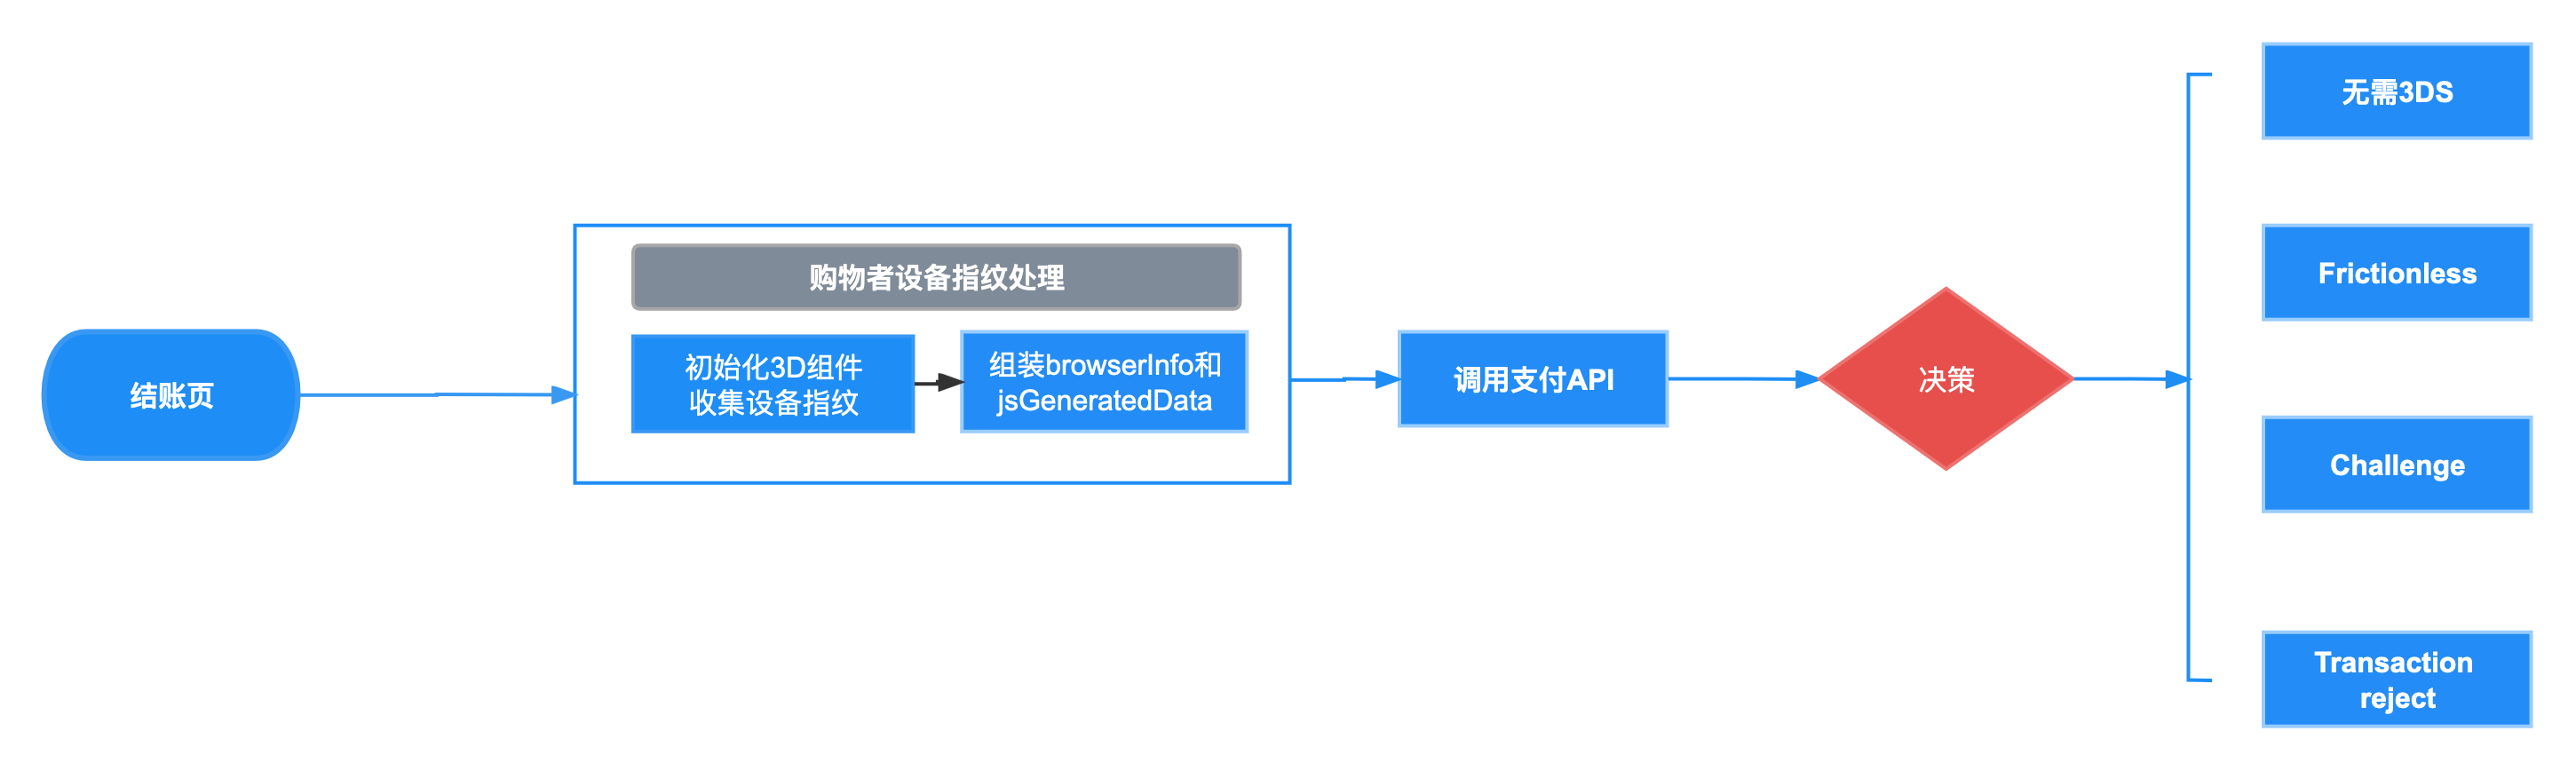 结账页
购物者设备指纹处理
初始化3D组件
收集设备指纹
组装browserInfo和
jsGeneratedData
调用支付API
决策
无需3DS
Frictionless
Challenge
Transaction
reject